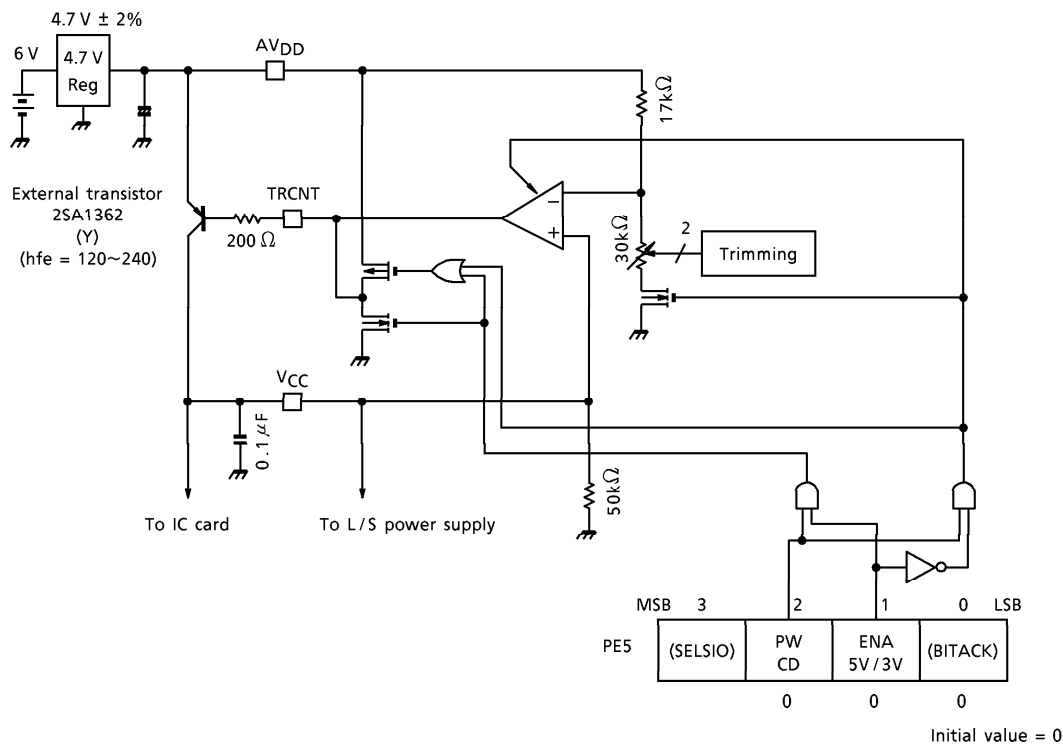 4.7 V ± 2%
6 V
4.7 V
Reg
AVDD
17kΩ
External transistor
2SA1362
(Y)
(hfe = 120~240)
TRCNT
200 Ω
−
+
30kΩ
2
Trimming
VCC
0.1 μF
50kΩ
To IC card
To L/S power supply
MSB 3 2 1 0 LSB
PE5
(SELSIO)
PW
CD
ENA
5V/3V
(BITACK)
0 0 0
Initial value = 0